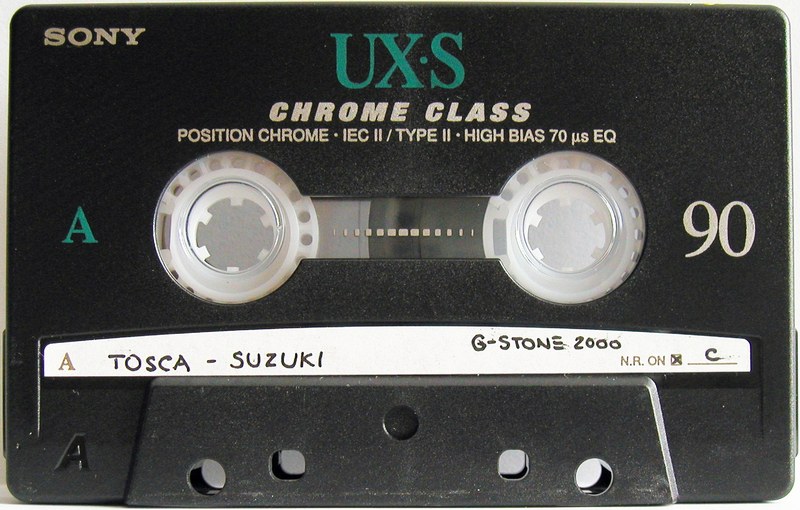 SONY
UX·S
CHROME CLASS
POSITION CHROME · IEC II / TYPE II · HIGH BIAS 70 µs EQ
A
90
A TOSCA - SUZUKI
G-STONE 2000
N.R. ON ☒ C
A